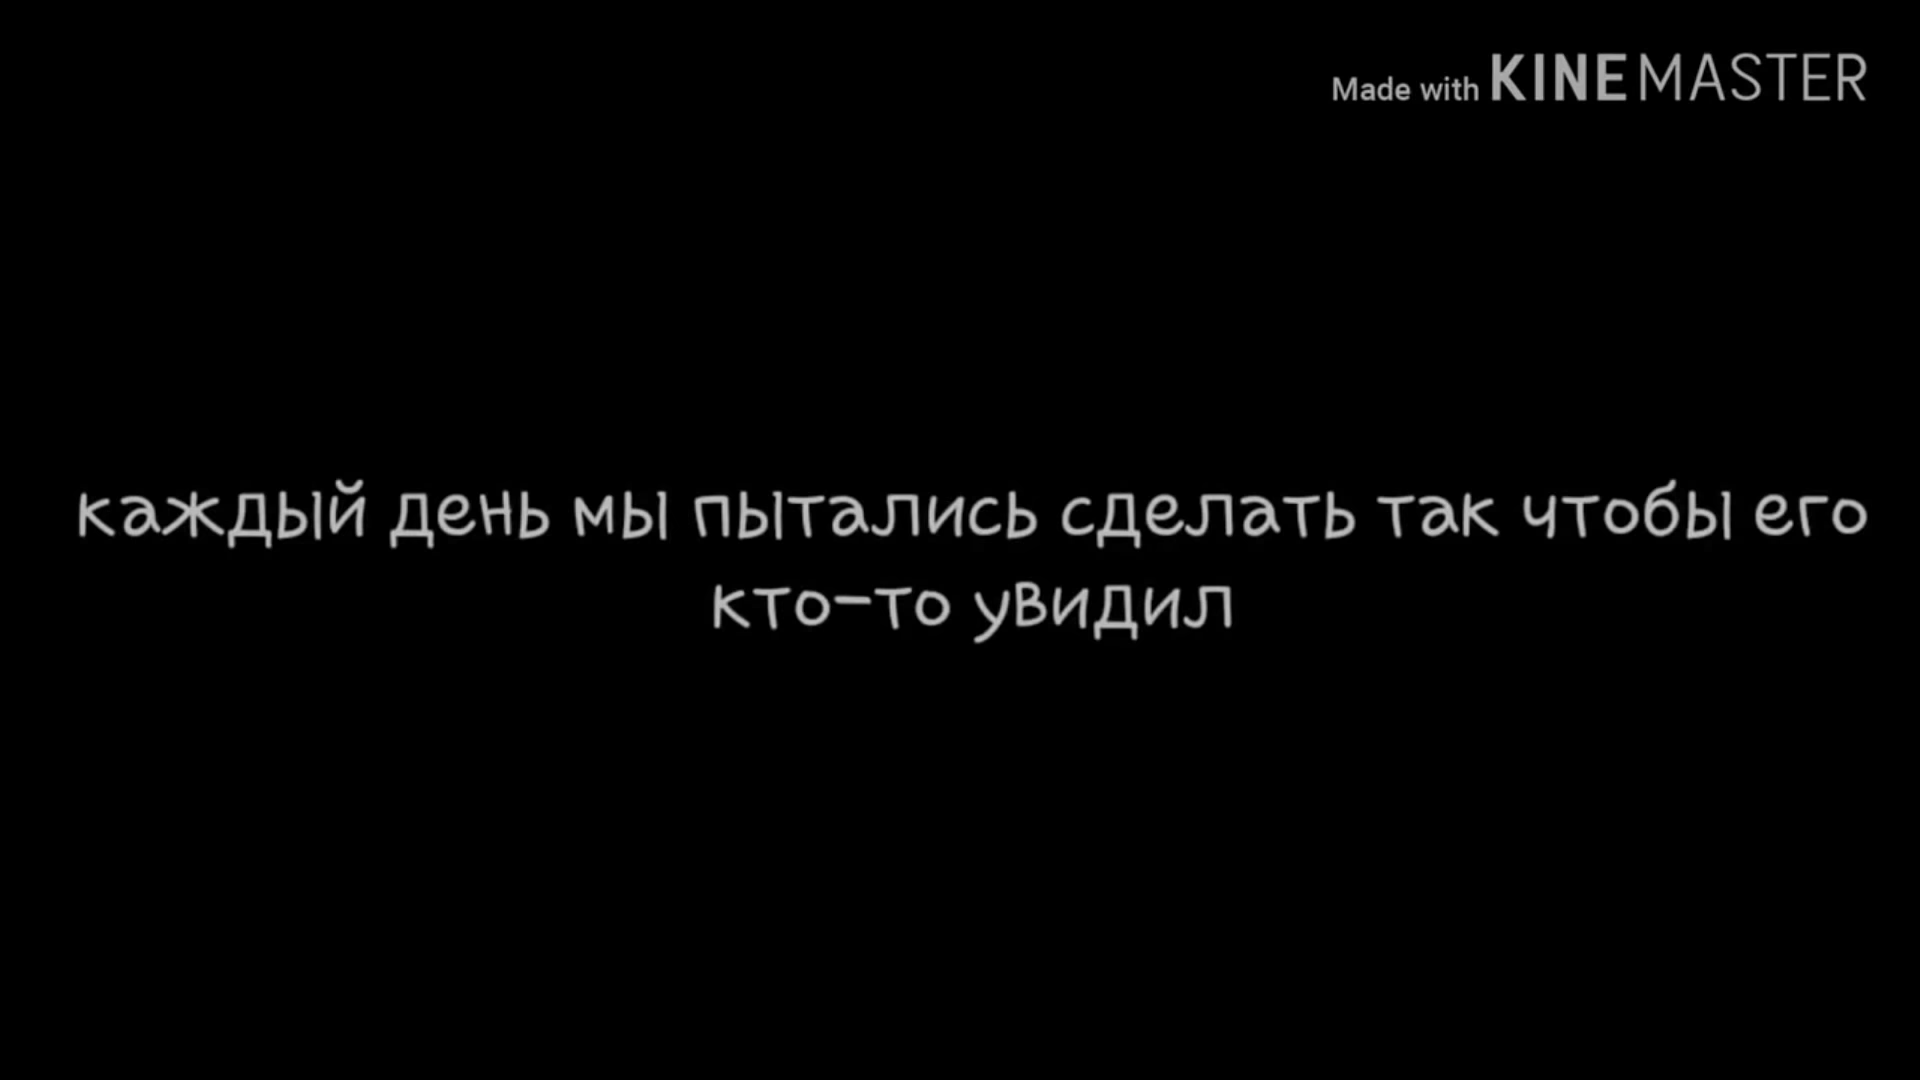 Made with KINEMASTER
каждый день мы пытались сделать так чтобы его
кто-то увидил